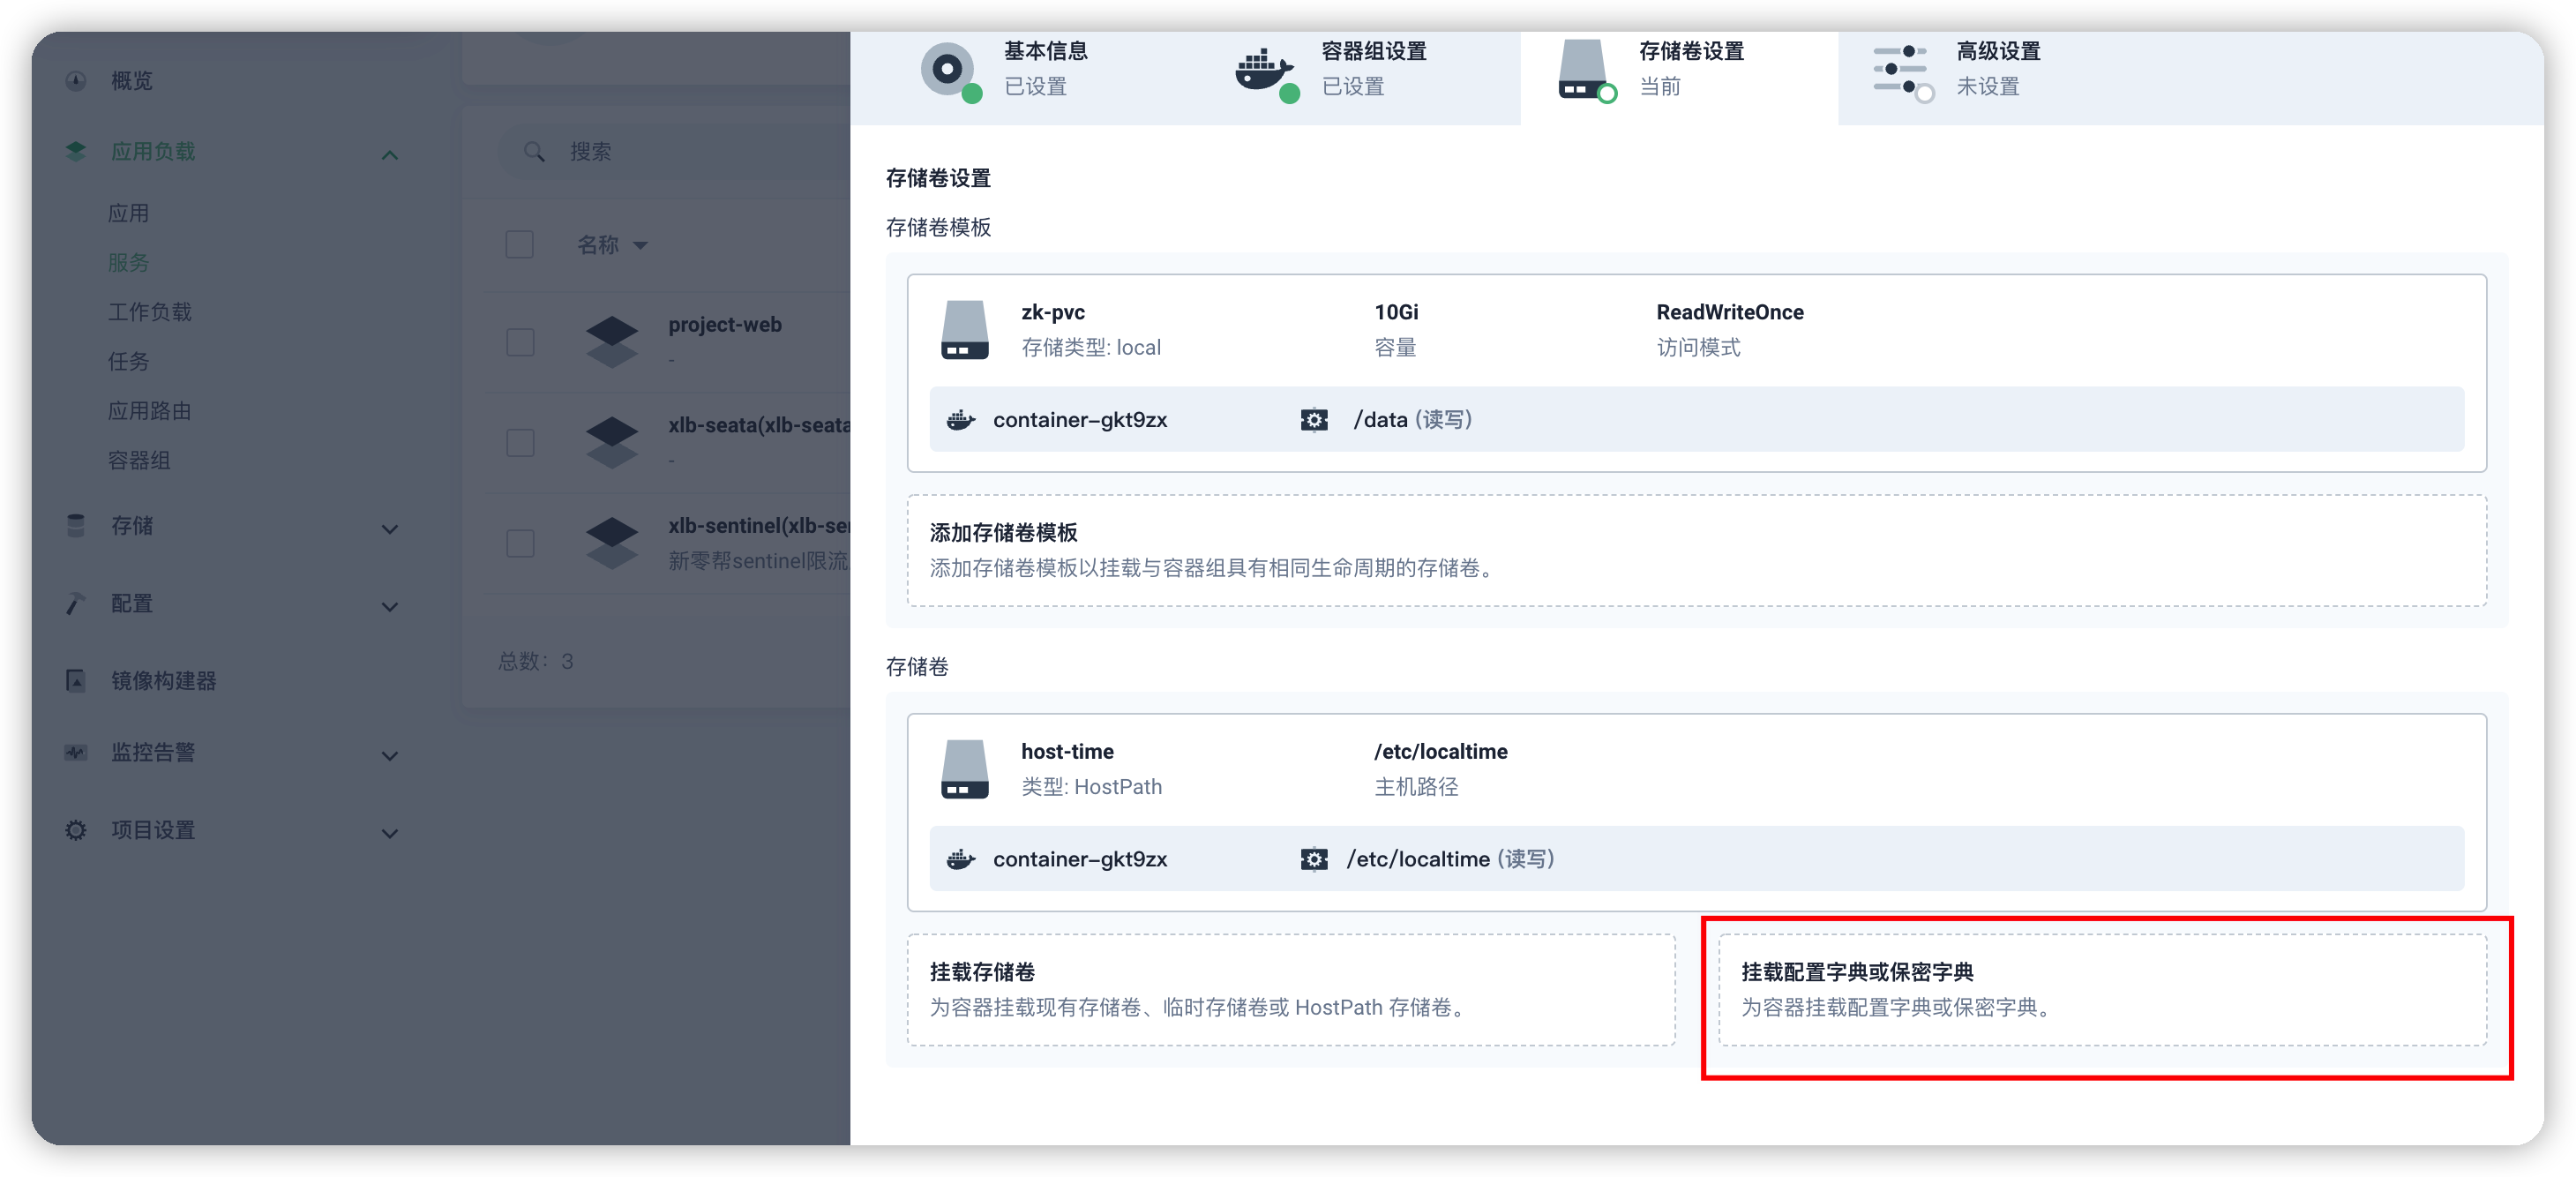 概览
应用负载
应用
服务
工作负载
任务
应用路由
容器组
存储
配置
镜像构建器
监控告警
项目设置
搜索
名称
project-web
-
xlb-seata(xlb-seata
-
xlb-sentinel(xlb-ser
新零帮sentinel限流
总数：3
基本信息
已设置
容器组设置
已设置
存储卷设置
当前
高级设置
未设置
存储卷设置
存储卷模板
zk-pvc
存储类型: local
10Gi
容量
ReadWriteOnce
访问模式
container-gkt9zx
/data (读写)
添加存储卷模板
添加存储卷模板以挂载与容器组具有相同生命周期的存储卷。
存储卷
host-time
类型: HostPath
/etc/localtime
主机路径
container-gkt9zx
/etc/localtime (读写)
挂载存储卷
为容器挂载现有存储卷、临时存储卷或 HostPath 存储卷。
挂载配置字典或保密字典
为容器挂载配置字典或保密字典。